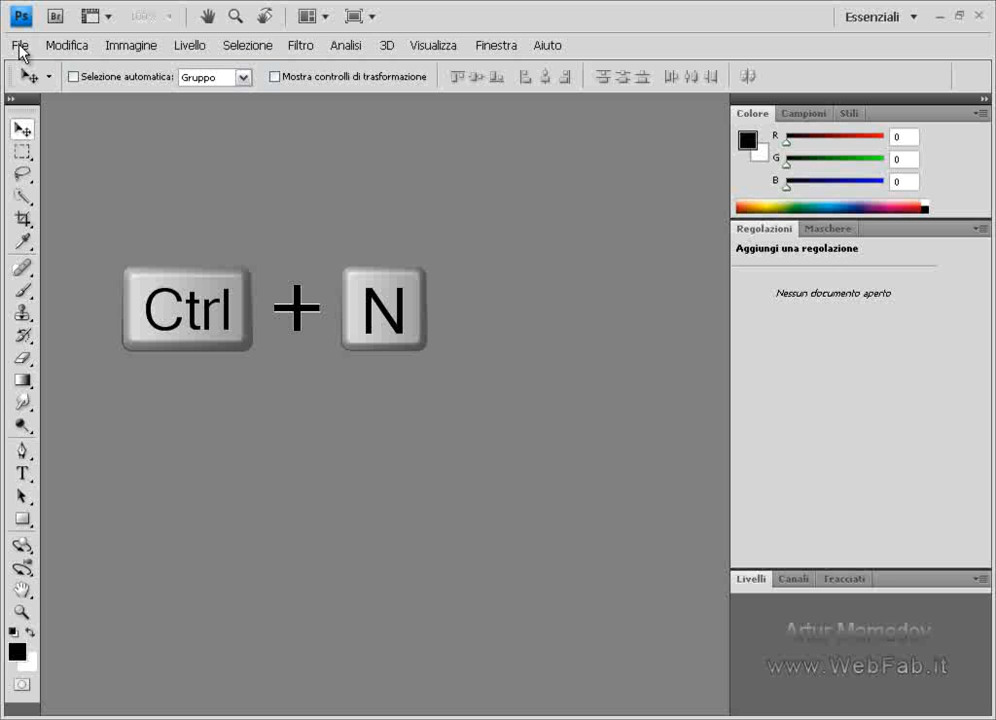 Ps Br 100% Essenziali
File Modifica Immagine Livello Selezione Filtro Analisi 3D Visualizza Finestra Aiuto
Selezione automatica: Gruppo Mostra controlli di trasformazione
Colore Campioni Stili
R 0
G 0
B 0
Regolazioni Maschere
Aggiungi una regolazione
Nessun documento aperto
Ctrl + N
T
Livelli Canali Tracciati
Artur Mamedov
www.WebFab.it